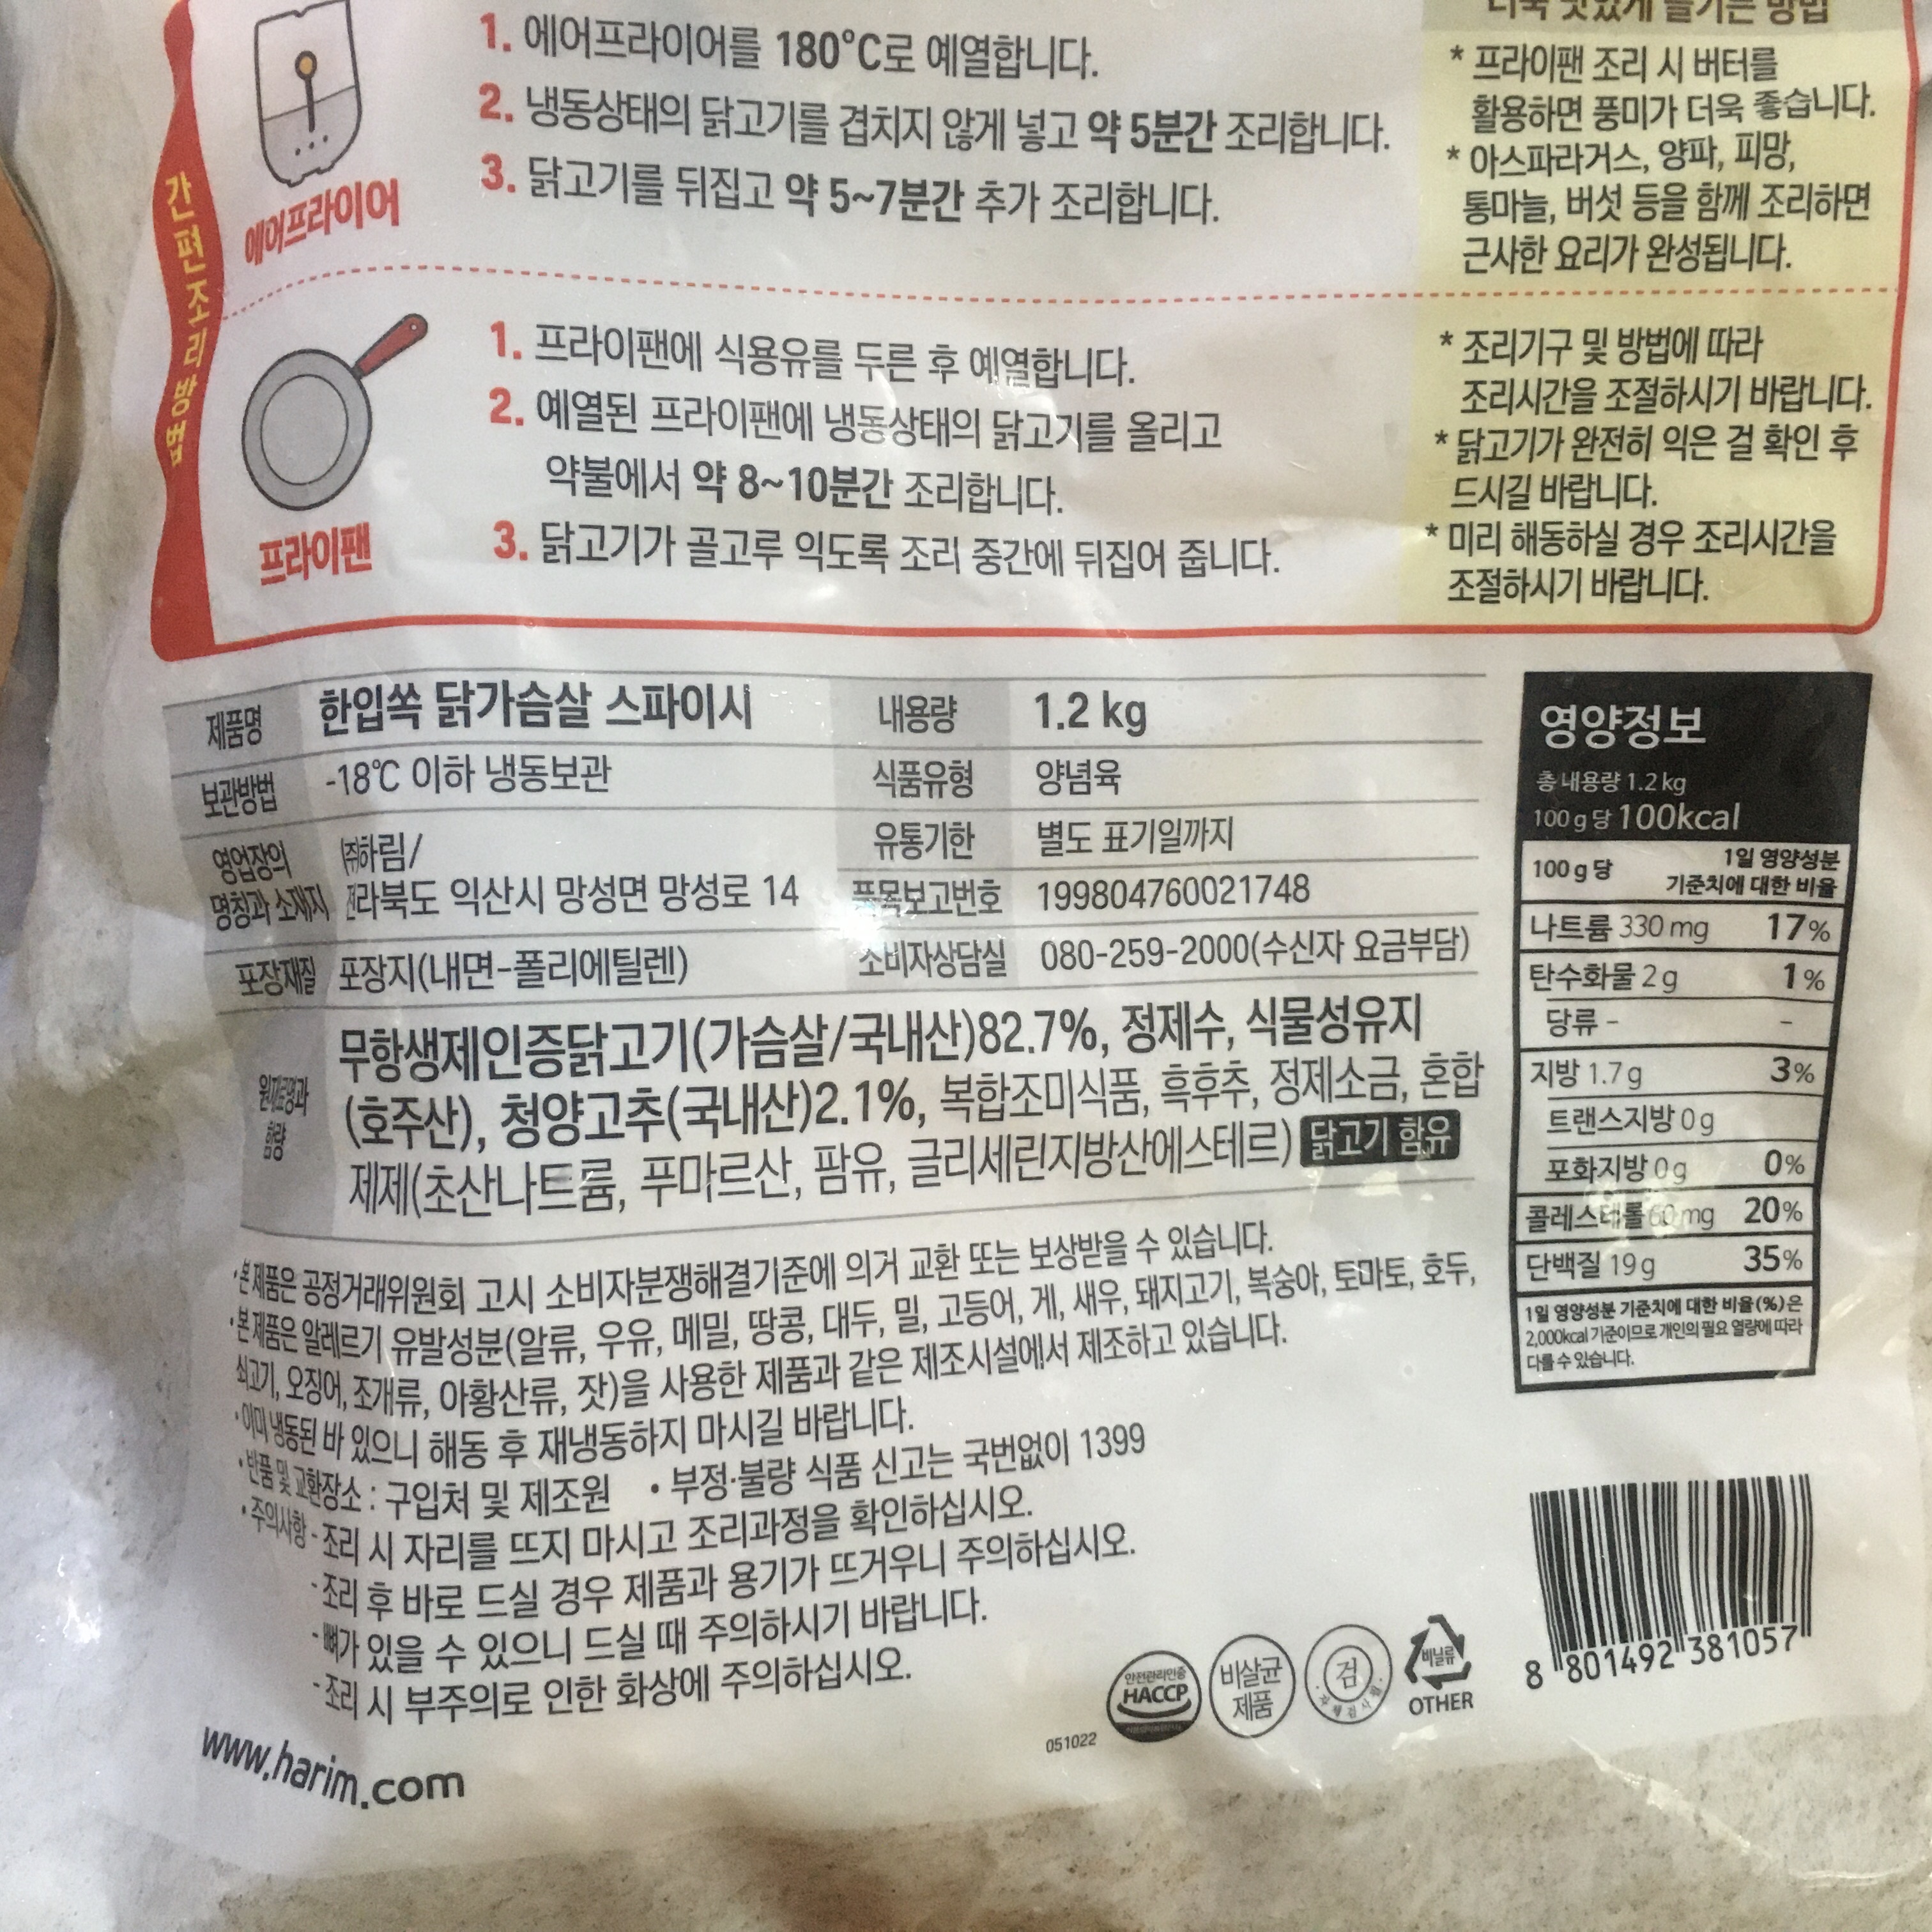 더욱 맛있게 즐기는 방법
1. 에어프라이어를 180℃로 예열합니다.
2. 냉동상태의 닭고기를 겹치지 않게 넣고 약 5분간 조리합니다.
3. 닭고기를 뒤집고 약 5~7분간 추가 조리합니다.
에어프라이어
간편조리방법
* 프라이팬 조리 시 버터를
활용하면 풍미가 더욱 좋습니다.
* 아스파라거스, 양파, 피망,
통마늘, 버섯 등을 함께 조리하면
근사한 요리가 완성됩니다.
1. 프라이팬에 식용유를 두른 후 예열합니다.
2. 예열된 프라이팬에 냉동상태의 닭고기를 올리고
약불에서 약 8~10분간 조리합니다.
3. 닭고기가 골고루 익도록 조리 중간에 뒤집어 줍니다.
프라이팬
* 조리기구 및 방법에 따라
조리시간을 조절하시기 바랍니다.
* 닭고기가 완전히 익은 걸 확인 후
드시길 바랍니다.
* 미리 해동하실 경우 조리시간을
조절하시기 바랍니다.
제품명 한입쏙 닭가슴살 스파이시 내용량 1.2 kg
보관방법 -18℃ 이하 냉동보관 식품유형 양념육
영업장의 ㈜하림/ 유통기한 별도 표기일까지
명칭과 소재지 전라북도 익산시 망성면 망성로 14 품목보고번호 199804760021748
포장재질 포장지(내면-폴리에틸렌) 소비자상담실 080-259-2000(수신자 요금부담)
원재료명과
함량
무항생제인증닭고기(가슴살/국내산)82.7%, 정제수, 식물성유지
(호주산), 청양고추(국내산)2.1%, 복합조미식품, 흑후추, 정제소금, 혼합
제제(초산나트륨, 푸마르산, 팜유, 글리세린지방산에스테르) 닭고기 함유
영양정보
총 내용량 1.2 kg
100 g 당 100kcal
100 g 당 1일 영양성분
기준치에 대한 비율
나트륨 330 mg 17%
탄수화물 2 g 1%
당류 - -
지방 1.7 g 3%
트랜스지방 0 g
포화지방 0 g 0%
콜레스테롤 60 mg 20%
단백질 19 g 35%
1일 영양성분 기준치에 대한 비율(%)은
2,000kcal 기준이므로 개인의 필요 열량에 따라
다를 수 있습니다.
·본 제품은 공정거래위원회 고시 소비자분쟁해결기준에 의거 교환 또는 보상받을 수 있습니다.
·본 제품은 알레르기 유발성분(알류, 우유, 메밀, 땅콩, 대두, 밀, 고등어, 게, 새우, 돼지고기, 복숭아, 토마토, 호두,
쇠고기, 오징어, 조개류, 아황산류, 잣)을 사용한 제품과 같은 제조시설에서 제조하고 있습니다.
·이미 냉동된 바 있으니 해동 후 재냉동하지 마시길 바랍니다.
·반품 및 교환장소 : 구입처 및 제조원 ·부정·불량 식품 신고는 국번없이 1399
·주의사항 - 조리 시 자리를 뜨지 마시고 조리과정을 확인하십시오.
- 조리 후 바로 드실 경우 제품과 용기가 뜨거우니 주의하십시오.
- 뼈가 있을 수 있으니 드실 때 주의하시기 바랍니다.
- 조리 시 부주의로 인한 화상에 주의하십시오.
www.harim.com
051022
안전관리인증
HACCP
비살균
제품
검
비닐류
OTHER
8 801492 381057